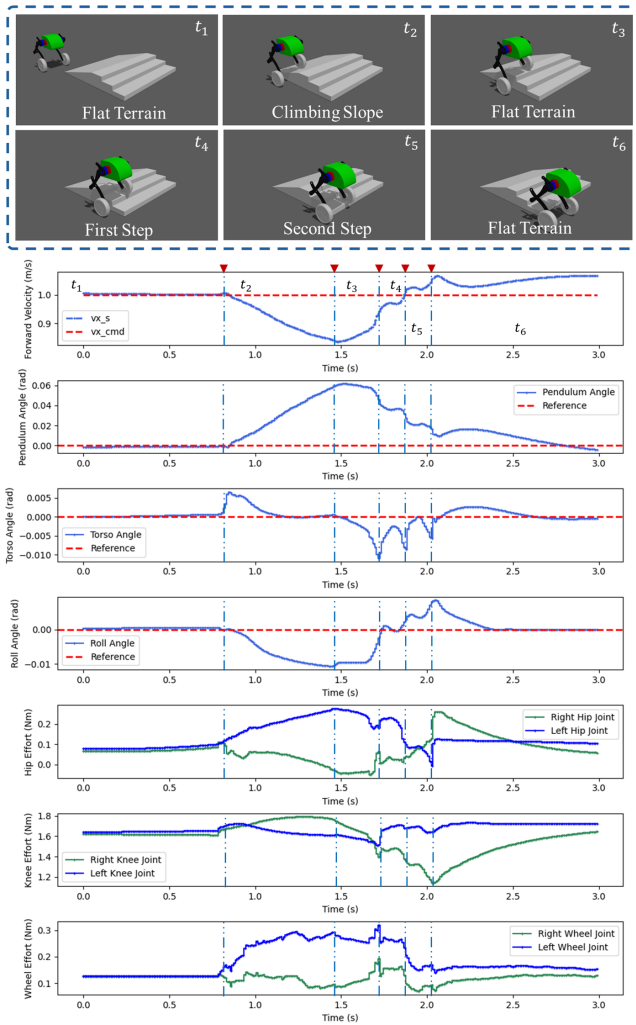 t1
t2
t3
Flat Terrain
Climbing Slope
Flat Terrain
t4
t5
t6
First Step
Second Step
Flat Terrain
Forward Velocity (m/s)
1.0
0.9
t1
t2
t3
t4
t5
t6
vx_s
vx_cmd
0.0 0.5 1.0 1.5 2.0 2.5 3.0
Time (s)
Pendulum Angle (rad)
0.06
0.04
0.02
0.00
Pendulum Angle
Reference
0.0 0.5 1.0 1.5 2.0 2.5 3.0
Time (s)
Torso Angle (rad)
0.005
0.000
−0.005
−0.010
Torso Angle
Reference
0.0 0.5 1.0 1.5 2.0 2.5 3.0
Time (s)
Roll Angle (rad)
0.00
−0.01
Roll Angle
Reference
0.0 0.5 1.0 1.5 2.0 2.5 3.0
Time (s)
Hip Effort (Nm)
0.2
0.1
0.0
Right Hip Joint
Left Hip Joint
0.0 0.5 1.0 1.5 2.0 2.5 3.0
Time (s)
Knee Effort (Nm)
1.8
1.6
1.4
1.2
Right Knee Joint
Left Knee Joint
0.0 0.5 1.0 1.5 2.0 2.5 3.0
Time (s)
Wheel Effort (Nm)
0.3
0.2
0.1
Right Wheel Joint
Left Wheel Joint
0.0 0.5 1.0 1.5 2.0 2.5 3.0
Time (s)